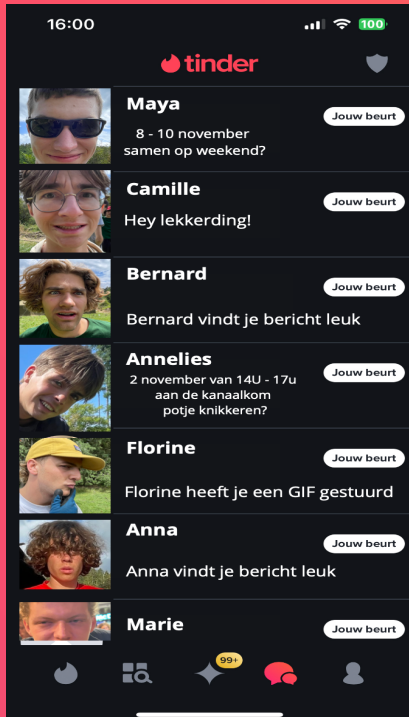 16:00
100
tinder
Maya
Jouw beurt
8 - 10 november
samen op weekend?
Camille
Jouw beurt
Hey lekkerding!
Bernard
Jouw beurt
Bernard vindt je bericht leuk
Annelies
Jouw beurt
2 november van 14U - 17u
aan de kanaalkom
potje knikkeren?
Florine
Jouw beurt
Florine heeft je een GIF gestuurd
Anna
Jouw beurt
Anna vindt je bericht leuk
Marie
Jouw beurt
99+